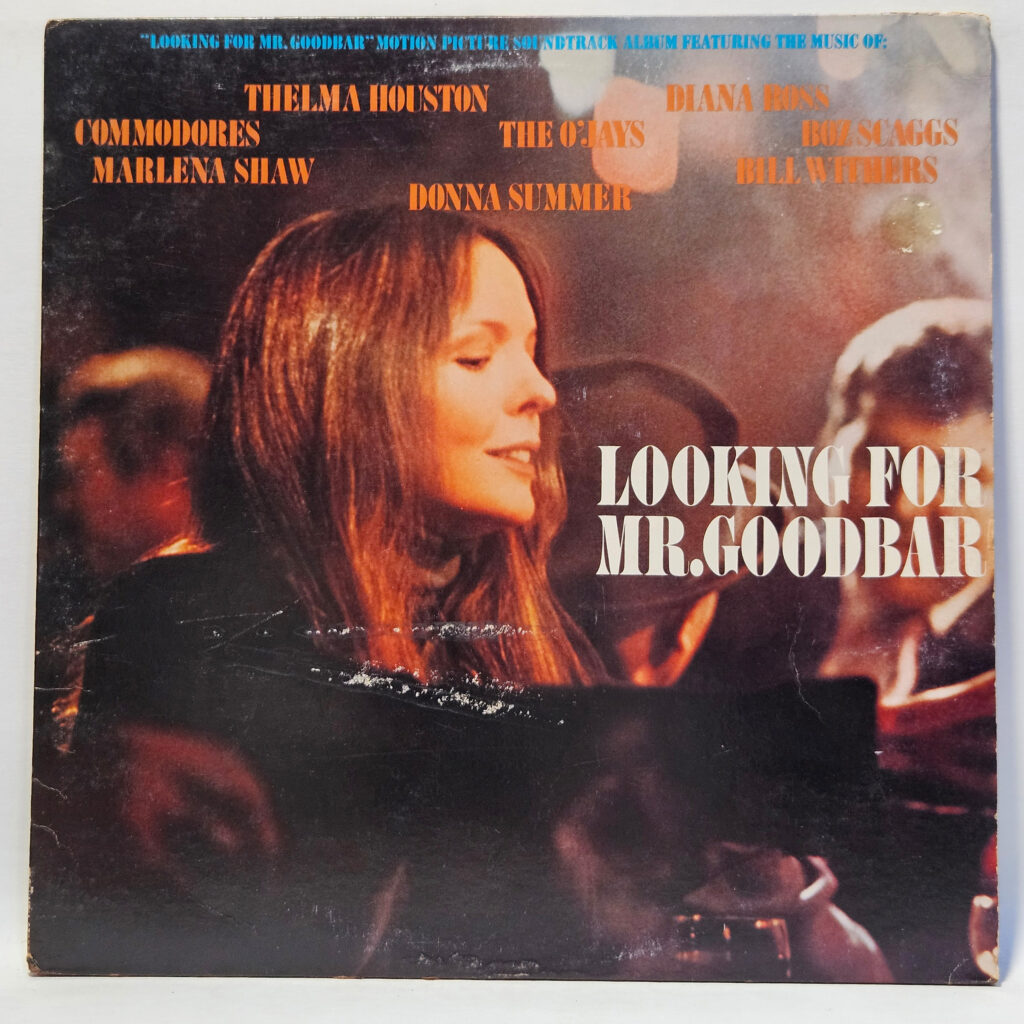 "LOOKING FOR MR. GOODBAR" MOTION PICTURE SOUNDTRACK ALBUM FEATURING THE MUSIC OF:
THELMA HOUSTON DIANA ROSS
COMMODORES THE O'JAYS BOZ SCAGGS
MARLENA SHAW BILL WITHERS
DONNA SUMMER
LOOKING FOR
MR. GOODBAR